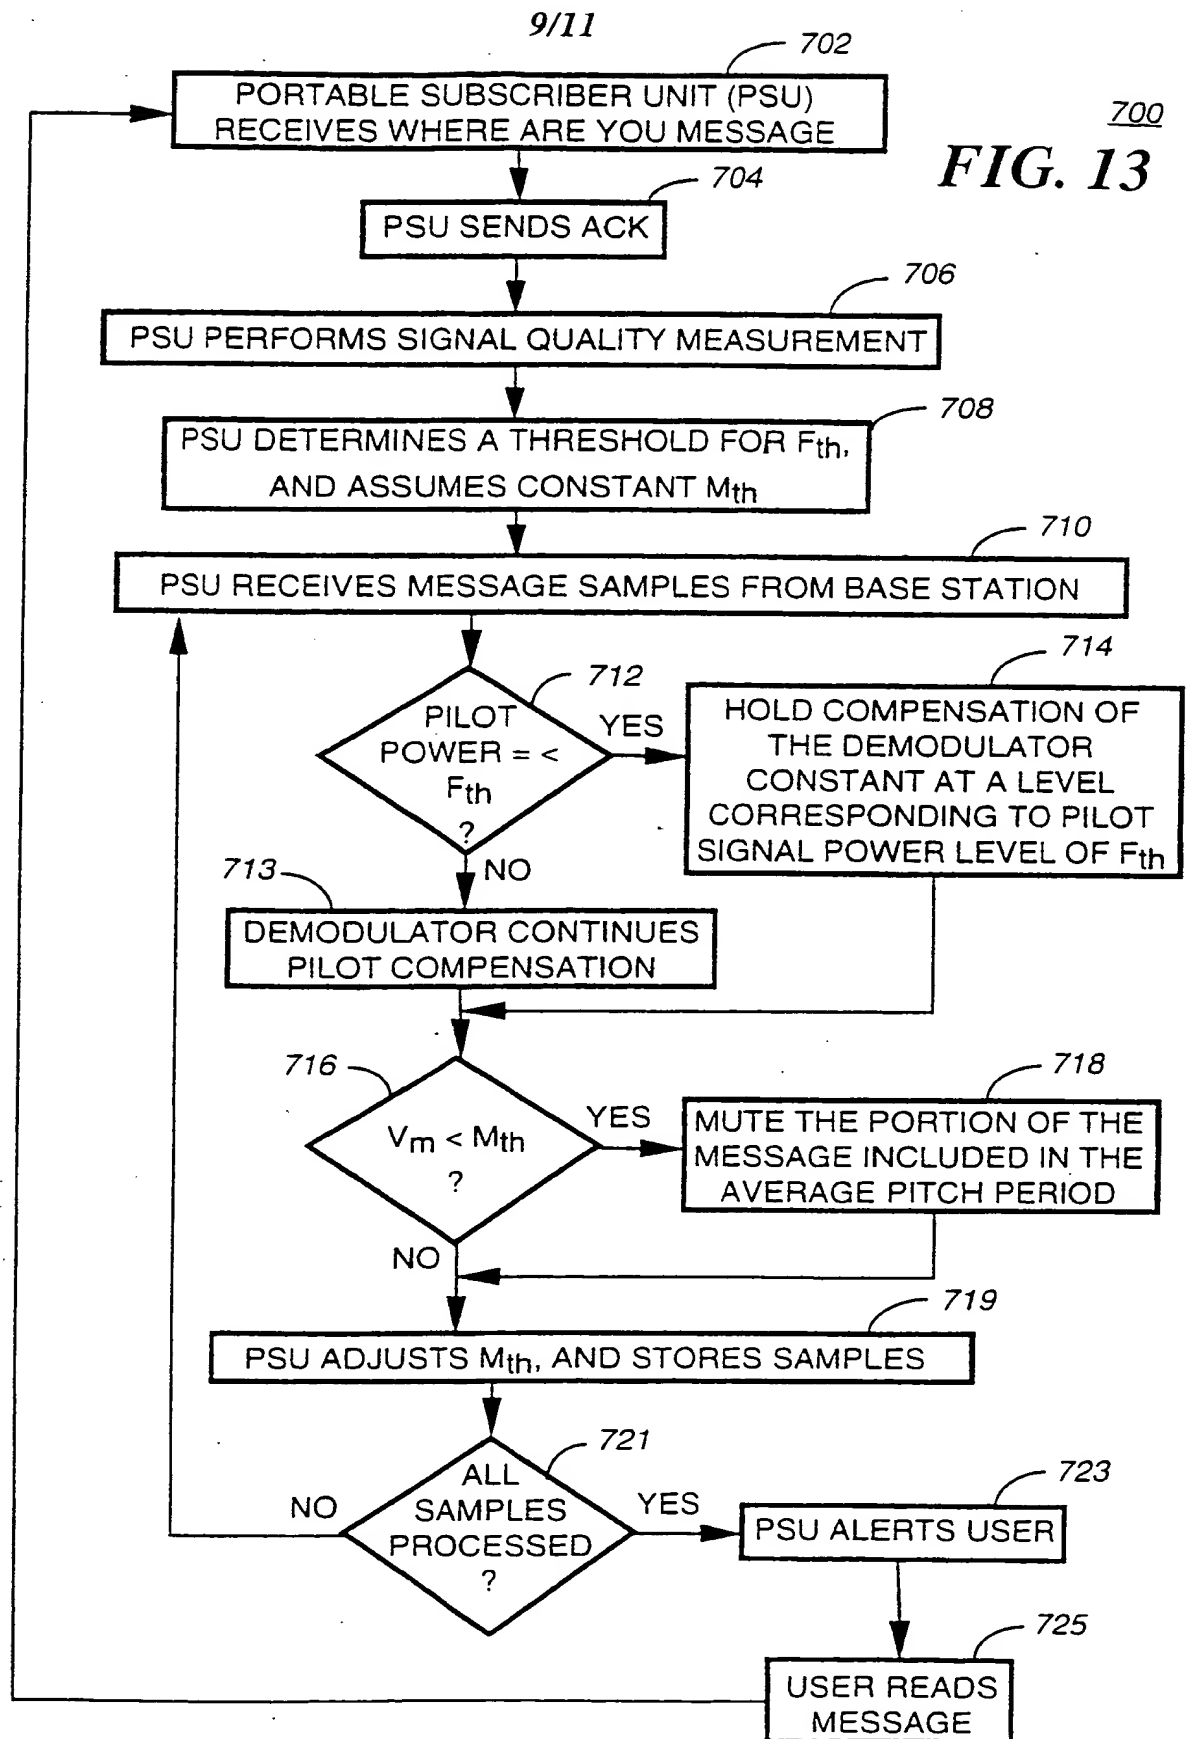 9/11
702
PORTABLE SUBSCRIBER UNIT (PSU)
RECEIVES WHERE ARE YOU MESSAGE
700
FIG. 13
704
PSU SENDS ACK
706
PSU PERFORMS SIGNAL QUALITY MEASUREMENT
708
PSU DETERMINES A THRESHOLD FOR Fth,
AND ASSUMES CONSTANT Mth
710
PSU RECEIVES MESSAGE SAMPLES FROM BASE STATION
712
PILOT
POWER = <
Fth
?
YES
NO
714
HOLD COMPENSATION OF
THE DEMODULATOR
CONSTANT AT A LEVEL
CORRESPONDING TO PILOT
SIGNAL POWER LEVEL OF Fth
713
DEMODULATOR CONTINUES
PILOT COMPENSATION
716
Vm < Mth
?
YES
NO
718
MUTE THE PORTION OF THE
MESSAGE INCLUDED IN THE
AVERAGE PITCH PERIOD
719
PSU ADJUSTS Mth, AND STORES SAMPLES
721
ALL
SAMPLES
PROCESSED
?
NO
YES
723
PSU ALERTS USER
725
USER READS
MESSAGE